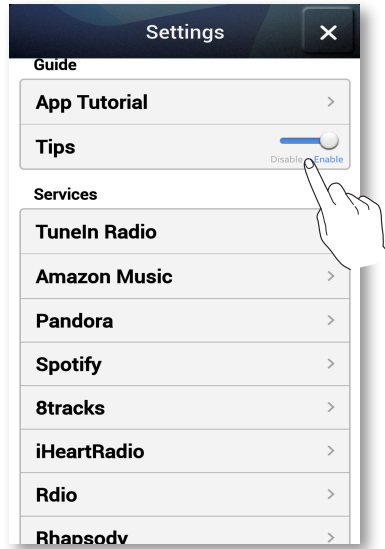 Settings
Guide
App Tutorial
Tips
Disable Enable
Services
TuneIn Radio
Amazon Music
Pandora
Spotify
8tracks
iHeartRadio
Rdio
Rhapsody